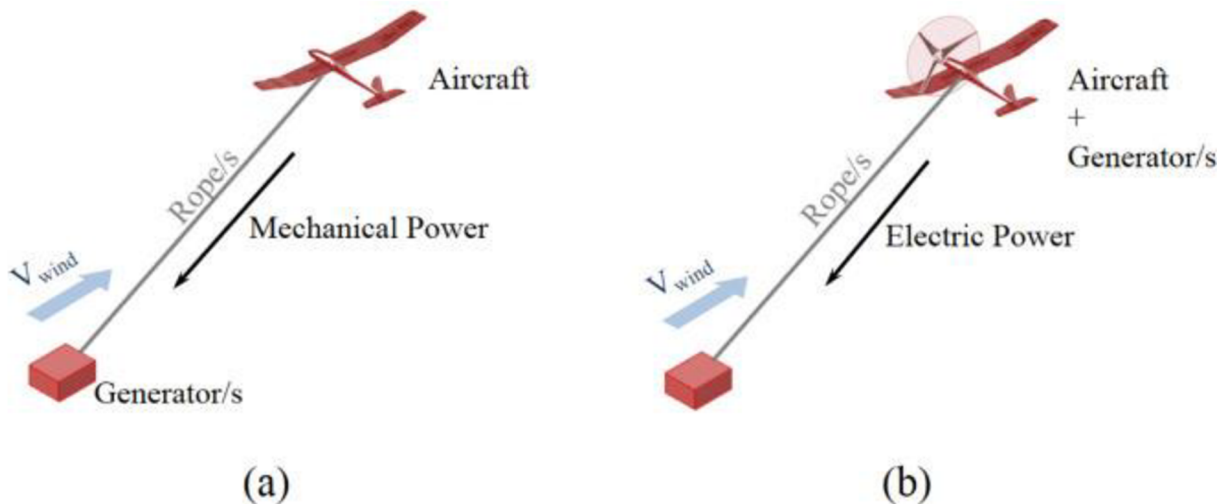 Aircraft
Rope/s
Mechanical Power
V wind
Generator/s
(a)
Aircraft
+
Generator/s
Rope/s
Electric Power
V wind
(b)